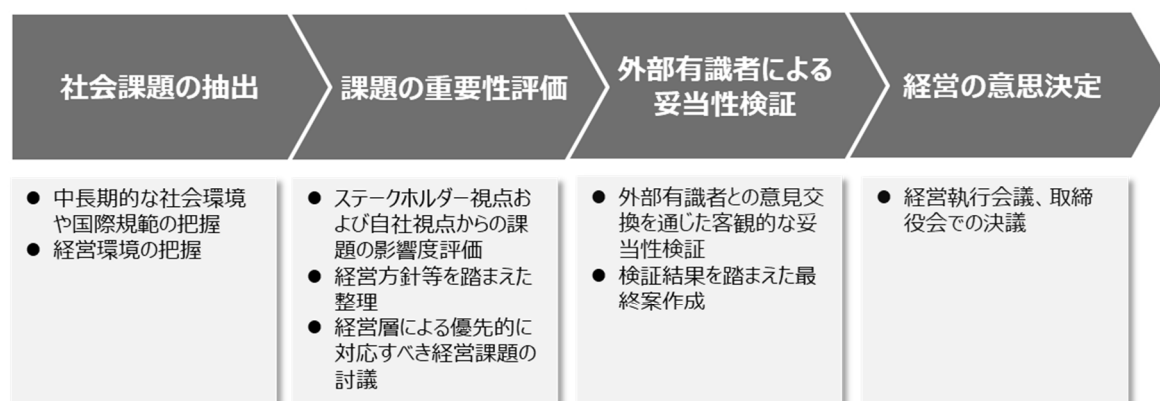 社会課題の抽出
課題の重要性評価
外部有識者による
妥当性検証
経営の意思決定
● 中長期的な社会環境
や国際規範の把握
● 経営環境の把握
● ステークホルダー視点お
よび自社視点からの課
題の影響度評価
● 経営方針等を踏まえた
整理
● 経営層による優先的に
対応すべき経営課題の
討議
● 外部有識者との意見交
換を通じた客観的な妥
当性検証
● 検証結果を踏まえた最
終案作成
● 経営執行会議、取締
役会での決議